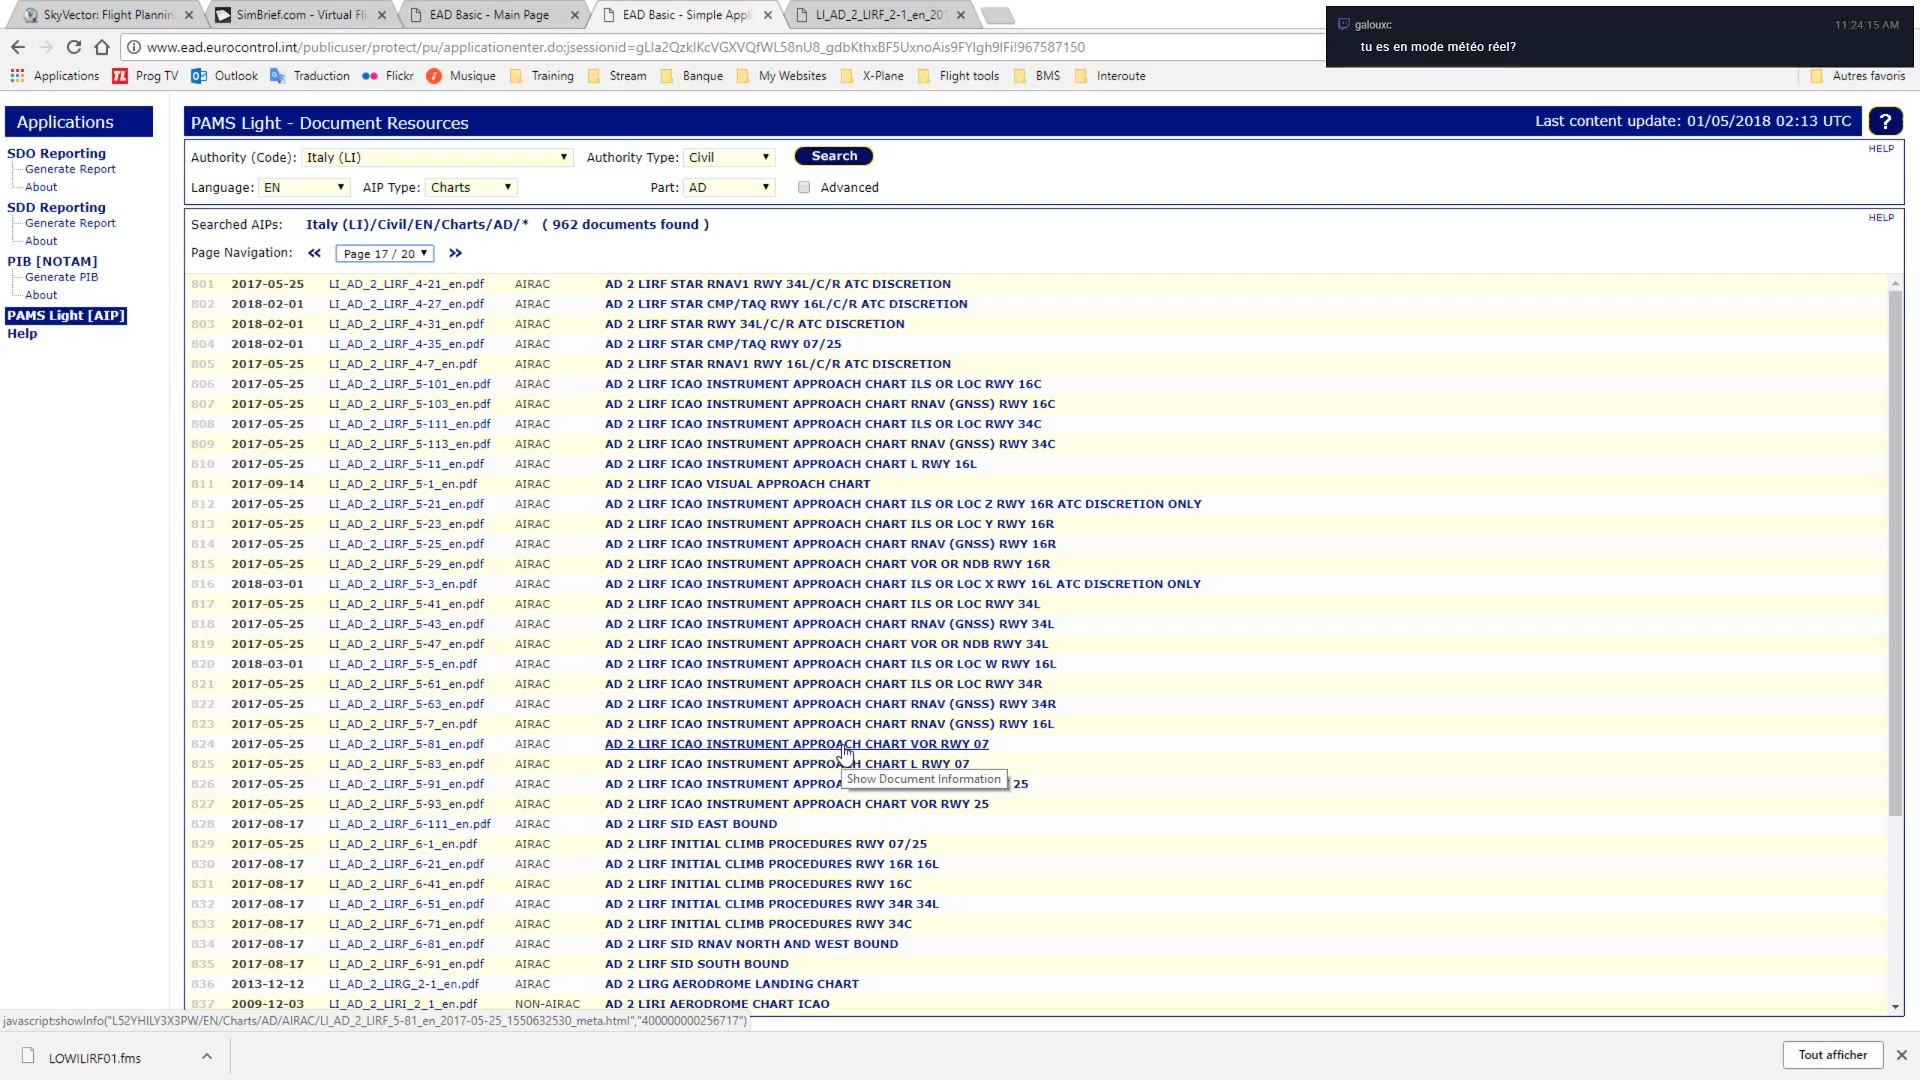 SkyVector: Flight Plannin
SimBrief.com - Virtual Fli
EAD Basic - Main Page
EAD Basic - Simple Appli
LI_AD_2_LIRF_2-1_en_201
galouxc
11:24:15 AM
tu es en mode météo réel?
www.ead.eurocontrol.int/publicuser/protect/pu/applicationenter.do;jsessionid=gLIa2QzkIKcVGXVQfWL58nU8_gdbKthxBF5UxnoAis9FYIgh9IFi!967587150
Applications
Prog TV
Outlook
Traduction
Flickr
Musique
Training
Stream
Banque
My Websites
X-Plane
Flight tools
BMS
Interoute
Autres favoris
Applications
SDO Reporting
Generate Report
About
SDD Reporting
Generate Report
About
PIB [NOTAM]
Generate PIB
About
PAMS Light [AIP]
Help
PAMS Light - Document Resources
Last content update: 01/05/2018 02:13 UTC
?
HELP
Authority (Code): Italy (LI) Authority Type: Civil Search
Language: EN AIP Type: Charts Part: AD Advanced
HELP
Searched AIPs: Italy (LI)/Civil/EN/Charts/AD/* ( 962 documents found )
Page Navigation: « Page 17 / 20 »
801 2017-05-25 LI_AD_2_LIRF_4-21_en.pdf AIRAC AD 2 LIRF STAR RNAV1 RWY 34L/C/R ATC DISCRETION
802 2018-02-01 LI_AD_2_LIRF_4-27_en.pdf AIRAC AD 2 LIRF STAR CMP/TAQ RWY 16L/C/R ATC DISCRETION
803 2018-02-01 LI_AD_2_LIRF_4-31_en.pdf AIRAC AD 2 LIRF STAR RWY 34L/C/R ATC DISCRETION
804 2018-02-01 LI_AD_2_LIRF_4-35_en.pdf AIRAC AD 2 LIRF STAR CMP/TAQ RWY 07/25
805 2017-05-25 LI_AD_2_LIRF_4-7_en.pdf AIRAC AD 2 LIRF STAR RNAV1 RWY 16L/C/R ATC DISCRETION
806 2017-05-25 LI_AD_2_LIRF_5-101_en.pdf AIRAC AD 2 LIRF ICAO INSTRUMENT APPROACH CHART ILS OR LOC RWY 16C
807 2017-05-25 LI_AD_2_LIRF_5-103_en.pdf AIRAC AD 2 LIRF ICAO INSTRUMENT APPROACH CHART RNAV (GNSS) RWY 16C
808 2017-05-25 LI_AD_2_LIRF_5-111_en.pdf AIRAC AD 2 LIRF ICAO INSTRUMENT APPROACH CHART ILS OR LOC RWY 34C
809 2017-05-25 LI_AD_2_LIRF_5-113_en.pdf AIRAC AD 2 LIRF ICAO INSTRUMENT APPROACH CHART RNAV (GNSS) RWY 34C
810 2017-05-25 LI_AD_2_LIRF_5-11_en.pdf AIRAC AD 2 LIRF ICAO INSTRUMENT APPROACH CHART L RWY 16L
811 2017-09-14 LI_AD_2_LIRF_5-1_en.pdf AIRAC AD 2 LIRF ICAO VISUAL APPROACH CHART
812 2017-05-25 LI_AD_2_LIRF_5-21_en.pdf AIRAC AD 2 LIRF ICAO INSTRUMENT APPROACH CHART ILS OR LOC Z RWY 16R ATC DISCRETION ONLY
813 2017-05-25 LI_AD_2_LIRF_5-23_en.pdf AIRAC AD 2 LIRF ICAO INSTRUMENT APPROACH CHART ILS OR LOC Y RWY 16R
814 2017-05-25 LI_AD_2_LIRF_5-25_en.pdf AIRAC AD 2 LIRF ICAO INSTRUMENT APPROACH CHART RNAV (GNSS) RWY 16R
815 2017-05-25 LI_AD_2_LIRF_5-29_en.pdf AIRAC AD 2 LIRF ICAO INSTRUMENT APPROACH CHART VOR OR NDB RWY 16R
816 2018-03-01 LI_AD_2_LIRF_5-3_en.pdf AIRAC AD 2 LIRF ICAO INSTRUMENT APPROACH CHART ILS OR LOC X RWY 16L ATC DISCRETION ONLY
817 2017-05-25 LI_AD_2_LIRF_5-41_en.pdf AIRAC AD 2 LIRF ICAO INSTRUMENT APPROACH CHART ILS OR LOC RWY 34L
818 2017-05-25 LI_AD_2_LIRF_5-43_en.pdf AIRAC AD 2 LIRF ICAO INSTRUMENT APPROACH CHART RNAV (GNSS) RWY 34L
819 2017-05-25 LI_AD_2_LIRF_5-47_en.pdf AIRAC AD 2 LIRF ICAO INSTRUMENT APPROACH CHART VOR OR NDB RWY 34L
820 2018-03-01 LI_AD_2_LIRF_5-5_en.pdf AIRAC AD 2 LIRF ICAO INSTRUMENT APPROACH CHART ILS OR LOC W RWY 16L
821 2017-05-25 LI_AD_2_LIRF_5-61_en.pdf AIRAC AD 2 LIRF ICAO INSTRUMENT APPROACH CHART ILS OR LOC RWY 34R
822 2017-05-25 LI_AD_2_LIRF_5-63_en.pdf AIRAC AD 2 LIRF ICAO INSTRUMENT APPROACH CHART RNAV (GNSS) RWY 34R
823 2017-05-25 LI_AD_2_LIRF_5-7_en.pdf AIRAC AD 2 LIRF ICAO INSTRUMENT APPROACH CHART RNAV (GNSS) RWY 16L
824 2017-05-25 LI_AD_2_LIRF_5-81_en.pdf AIRAC AD 2 LIRF ICAO INSTRUMENT APPROACH CHART VOR RWY 07
825 2017-05-25 LI_AD_2_LIRF_5-83_en.pdf AIRAC AD 2 LIRF ICAO INSTRUMENT APPROACH CHART L RWY 07
Show Document Information
826 2017-05-25 LI_AD_2_LIRF_5-91_en.pdf AIRAC AD 2 LIRF ICAO INSTRUMENT APPROA 25
827 2017-05-25 LI_AD_2_LIRF_5-93_en.pdf AIRAC AD 2 LIRF ICAO INSTRUMENT APPROACH CHART VOR RWY 25
828 2017-08-17 LI_AD_2_LIRF_6-111_en.pdf AIRAC AD 2 LIRF SID EAST BOUND
829 2017-05-25 LI_AD_2_LIRF_6-1_en.pdf AIRAC AD 2 LIRF INITIAL CLIMB PROCEDURES RWY 07/25
830 2017-08-17 LI_AD_2_LIRF_6-21_en.pdf AIRAC AD 2 LIRF INITIAL CLIMB PROCEDURES RWY 16R 16L
831 2017-08-17 LI_AD_2_LIRF_6-41_en.pdf AIRAC AD 2 LIRF INITIAL CLIMB PROCEDURES RWY 16C
832 2017-08-17 LI_AD_2_LIRF_6-51_en.pdf AIRAC AD 2 LIRF INITIAL CLIMB PROCEDURES RWY 34R 34L
833 2017-08-17 LI_AD_2_LIRF_6-71_en.pdf AIRAC AD 2 LIRF INITIAL CLIMB PROCEDURES RWY 34C
834 2017-08-17 LI_AD_2_LIRF_6-81_en.pdf AIRAC AD 2 LIRF SID RNAV NORTH AND WEST BOUND
835 2017-08-17 LI_AD_2_LIRF_6-91_en.pdf AIRAC AD 2 LIRF SID SOUTH BOUND
836 2013-12-12 LI_AD_2_LIRG_2-1_en.pdf AIRAC AD 2 LIRG AERODROME LANDING CHART
837 2009-12-03 LI_AD_2_LIRI_2_1_en.pdf NON-AIRAC AD 2 LIRI AERODROME CHART ICAO
javascript:showInfo("L52YHILY3X3PW/EN/Charts/AD/AIRAC/LI_AD_2_LIRF_5-81_en_2017-05-25_1550632530_meta.html","400000000256717")
LOWILIRF01.fms
Tout afficher